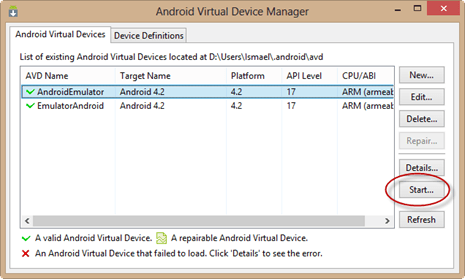 Android Virtual Device Manager
Android Virtual Devices Device Definitions
List of existing Android Virtual Devices located at D:\Users\Ismael\.android\avd
AVD Name Target Name Platform API Level CPU/ABI
AndroidEmulator Android 4.2 4.2 17 ARM (armeab
EmulatorAndroid Android 4.2 4.2 17 ARM (armeab
New...
Edit...
Delete...
Repair...
Details...
Start...
Refresh
A valid Android Virtual Device. A repairable Android Virtual Device.
An Android Virtual Device that failed to load. Click 'Details' to see the error.